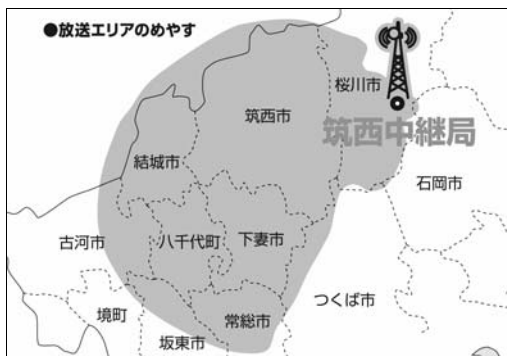 ●放送エリアのめやす
桜川市
筑西市
筑西中継局
結城市
石岡市
古河市
八千代町
下妻市
つくば市
境町
常総市
坂東市